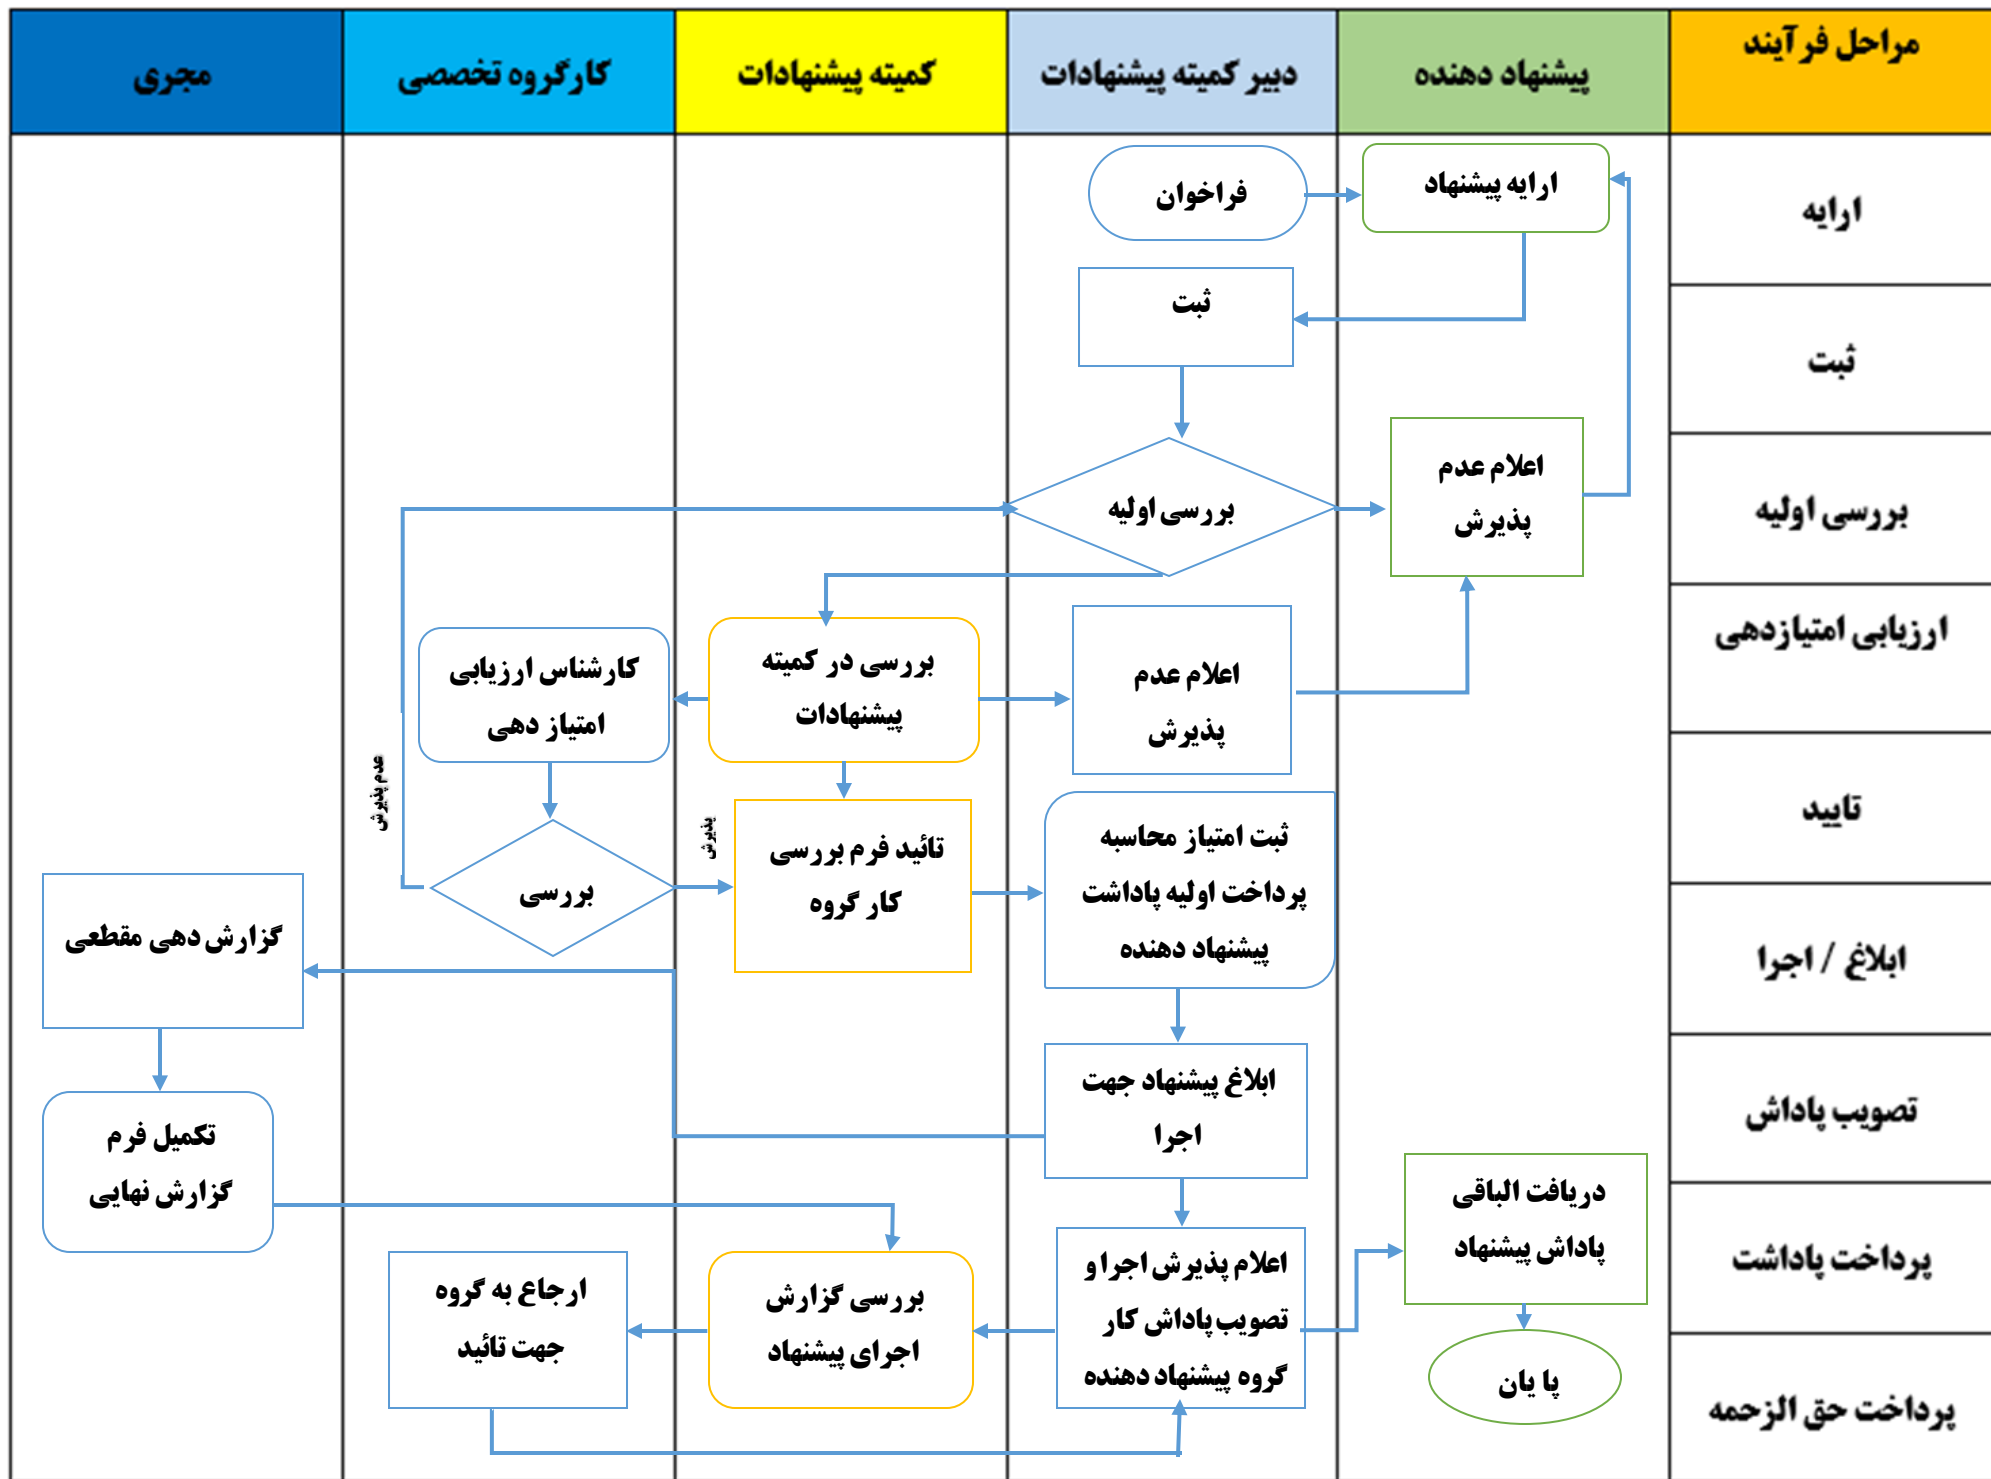 مراحل فرآیند
پیشنهاد دهنده
دبیر کمیته پیشنهادات
کمیته پیشنهادات
کارگروه تخصصی
مجری
ارایه
ارایه پیشنهاد
فراخوان
ثبت
ثبت
بررسی اولیه
اعلام عدم
پذیرش
بررسی اولیه
ارزیابی امتیازدهی
اعلام عدم
پذیرش
بررسی در کمیته
پیشنهادات
کارشناس ارزیابی
امتیاز دهی
تایید
ثبت امتیاز محاسبه
پرداخت اولیه پاداشت
پیشنهاد دهنده
پذیرش
تائید فرم بررسی
کار گروه
عدم پذیرش
بررسی
ابلاغ / اجرا
گزارش دهی مقطعی
تصویب پاداش
ابلاغ پیشنهاد جهت
اجرا
تکمیل فرم
گزارش نهایی
پرداخت پاداشت
دریافت الباقی
پاداش پیشنهاد
اعلام پذیرش اجرا و
تصویب پاداش کار
گروه پیشنهاد دهنده
بررسی گزارش
اجرای پیشنهاد
ارجاع به گروه
جهت تائید
پرداخت حق الزحمه
پا یان